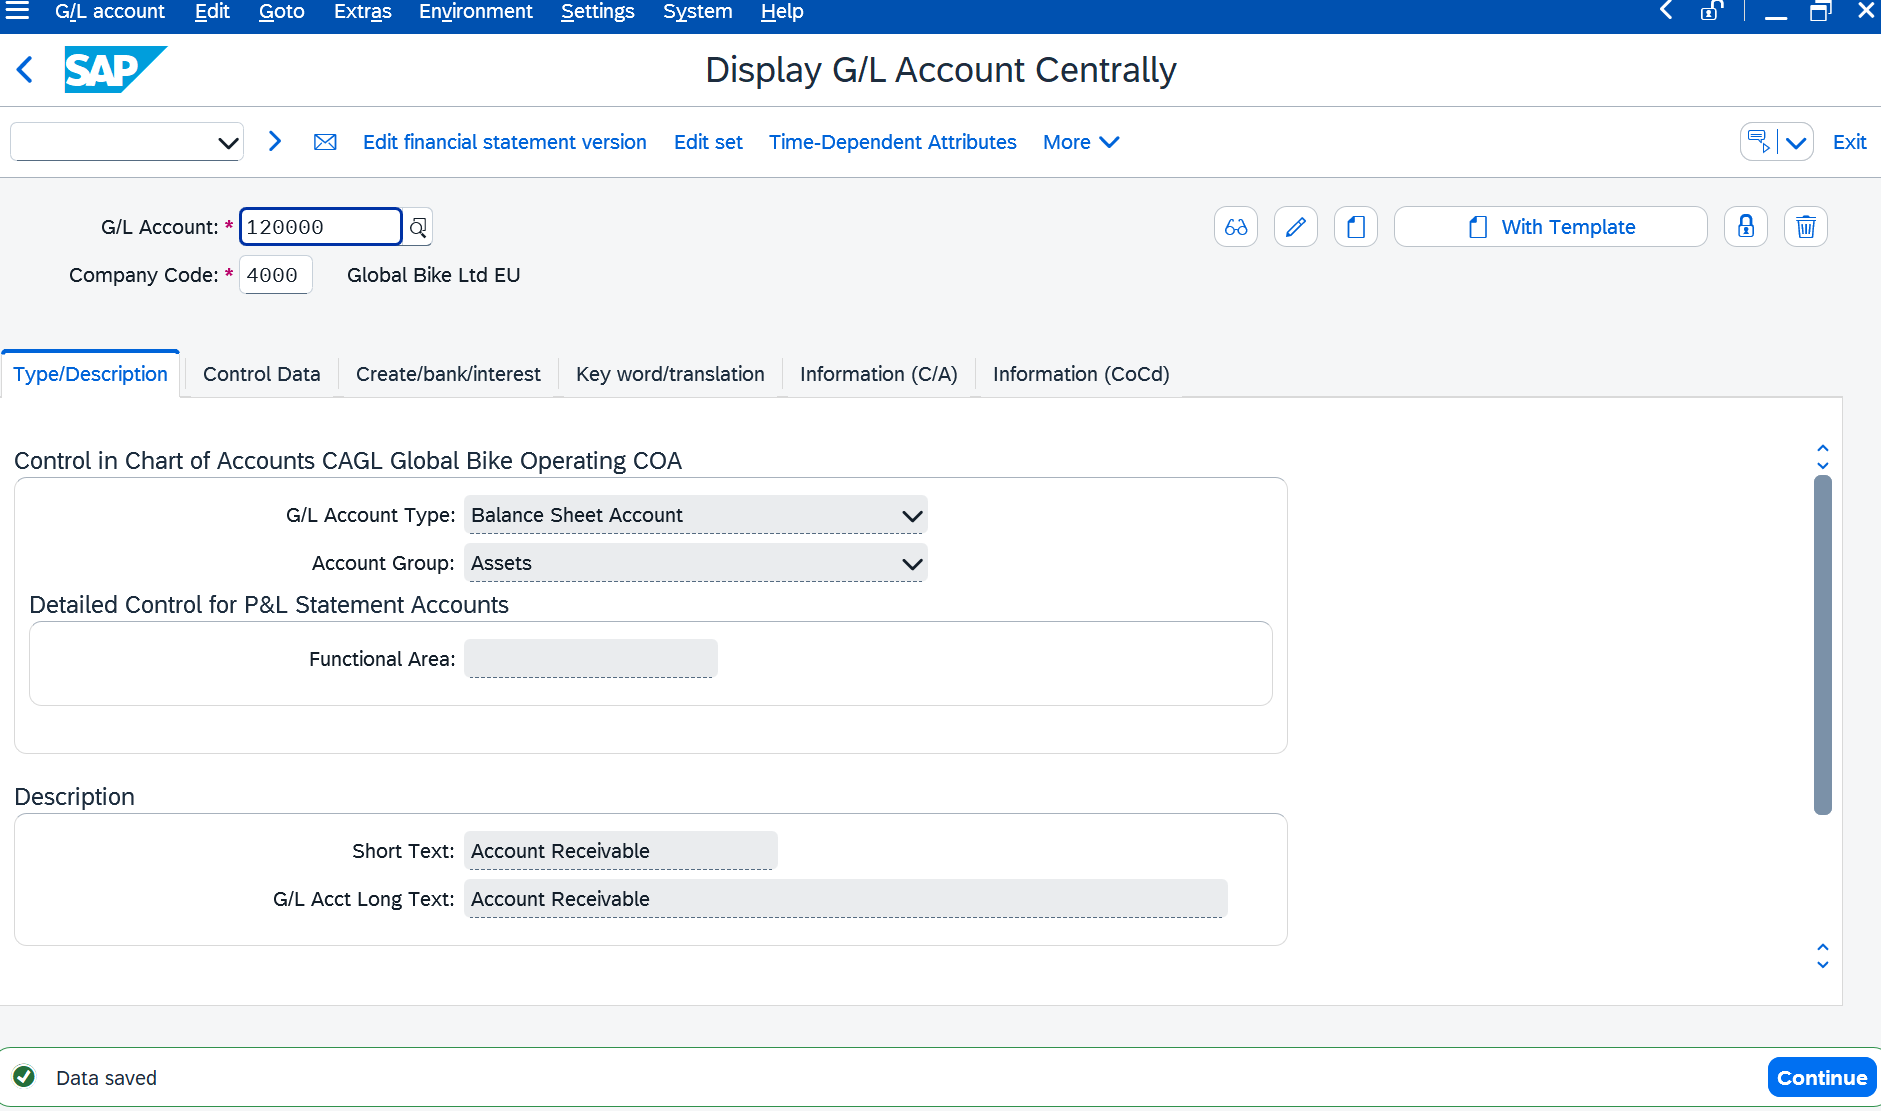 G/L account Edit Goto Extras Environment Settings System Help
SAP Display G/L Account Centrally
Edit financial statement version Edit set Time-Dependent Attributes More Exit
G/L Account: * 120000 With Template
Company Code: * 4000 Global Bike Ltd EU
Type/Description Control Data Create/bank/interest Key word/translation Information (C/A) Information (CoCd)
Control in Chart of Accounts CAGL Global Bike Operating COA
G/L Account Type: Balance Sheet Account
Account Group: Assets
Detailed Control for P&L Statement Accounts
Functional Area:
Description
Short Text: Account Receivable
G/L Acct Long Text: Account Receivable
Data saved Continue